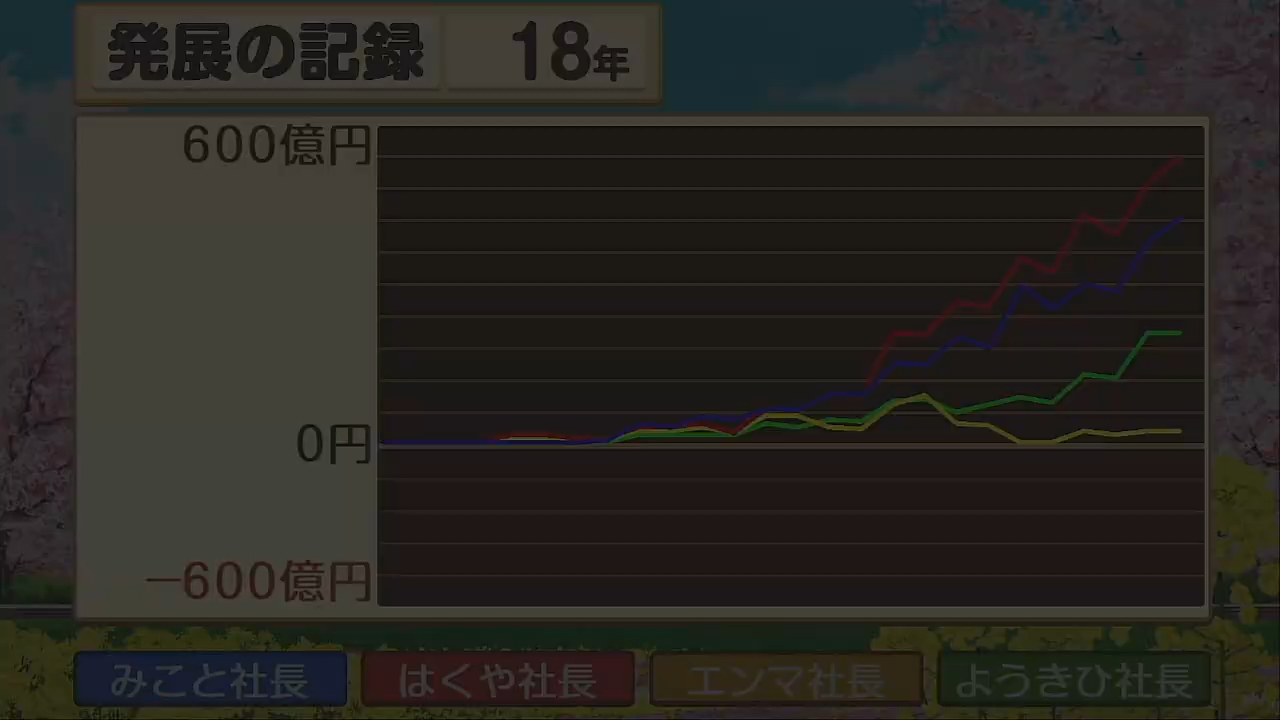 発展の記録 18年
600億円
0円
－600億円
みこと社長 はくや社長 エンマ社長 ようきひ社長